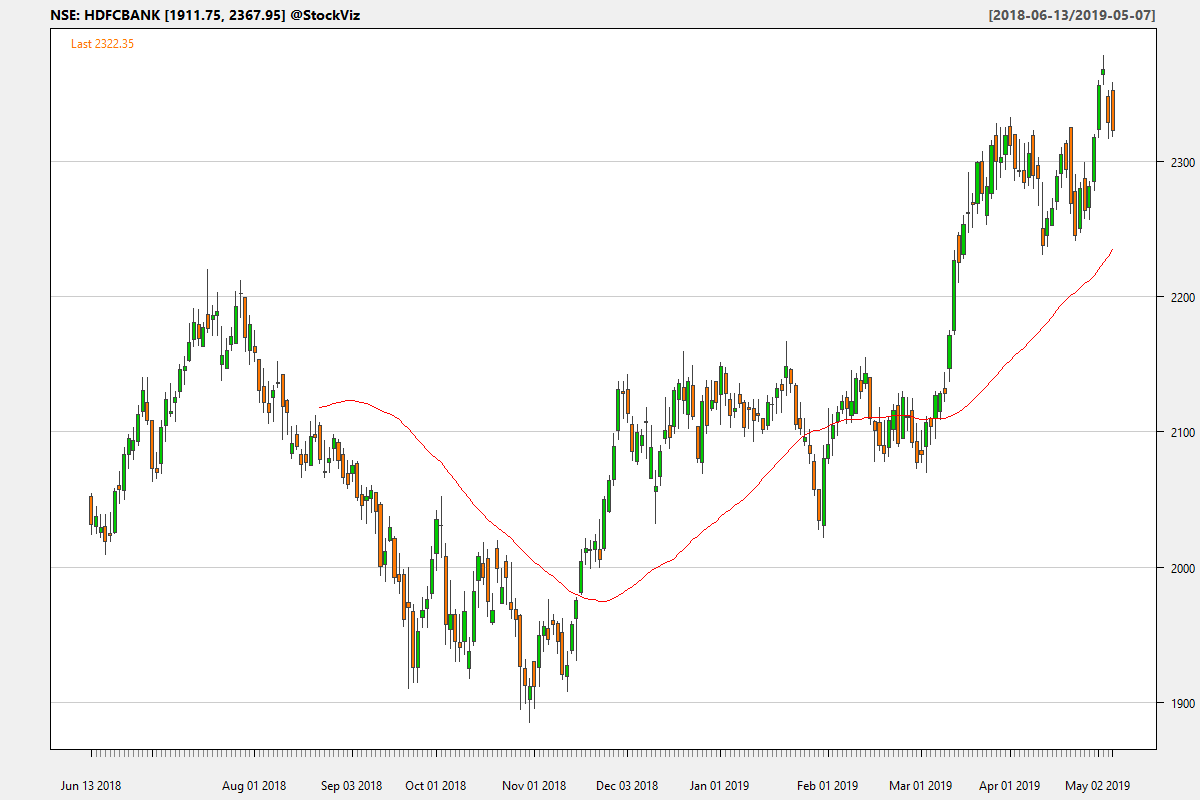 NSE: HDFCBANK [1911.75, 2367.95] @StockViz [2018-06-13/2019-05-07]
Last 2322.35
2300
2200
2100
2000
1900
Jun 13 2018 Aug 01 2018 Sep 03 2018 Oct 01 2018 Nov 01 2018 Dec 03 2018 Jan 01 2019 Feb 01 2019 Mar 01 2019 Apr 01 2019 May 02 2019